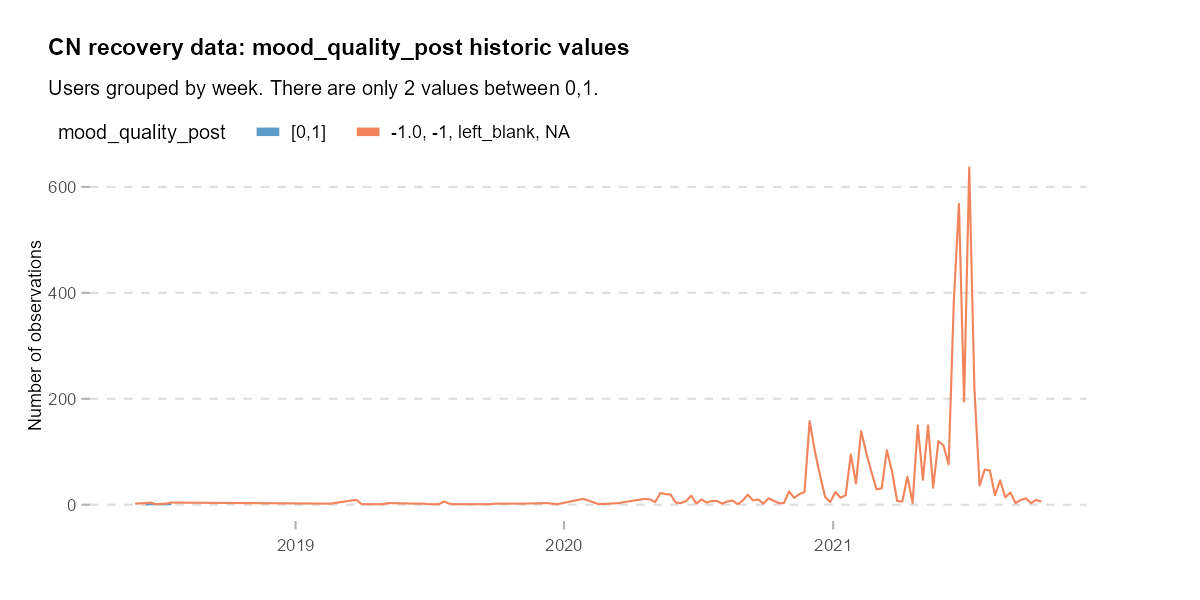 CN recovery data: mood_quality_post historic values
Users grouped by week. There are only 2 values between 0,1.
mood_quality_post [0,1] -1.0, -1, left_blank, NA
Number of observations
600
400
200
0
2019 2020 2021